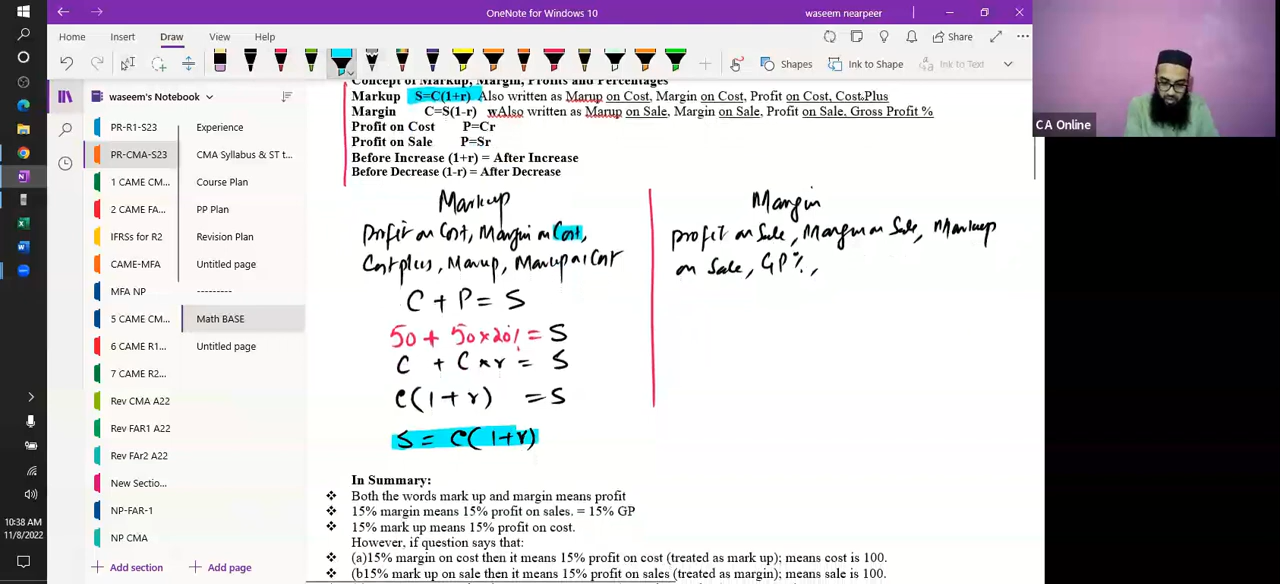 OneNote for Windows 10
waseem nearpeer
Home Insert Draw View Help
Share
Shapes
Ink to Shape
Ink to Text
waseem's Notebook
PR-R1-S23
PR-CMA-S23
1 CAME CM...
2 CAME FA...
IFRSs for R2
CAME-MFA
MFA NP
5 CAME CM...
6 CAME R1...
7 CAME R2...
Rev CMA A22
Rev FAR1 A22
Rev FAr2 A22
New Sectio...
NP-FAR-1
NP CMA
Add section
Experience
CMA Syllabus & ST t...
Course Plan
PP Plan
Revision Plan
Untitled page
---------
Math BASE
Untitled page
Add page
Concept of Markup, Margin, Profits and Percentages
Markup S=C(1+r) Also written as Marup on Cost, Margin on Cost, Profit on Cost, Cost Plus
Margin C=S(1-r) wAlso written as Marup on Sale, Margin on Sale, Profit on Sale, Gross Profit %
Profit on Cost P=Cr
Profit on Sale P=Sr
Before Increase (1+r) = After Increase
Before Decrease (1-r) = After Decrease
Markup
Profit on Cost, Margin on Cost,
Cost plus, Marup, Marup on Cost
C + P = S
50 + 50×20% = S
C + C×r = S
C(1+r) = S
S = C(1+r)
Margin
profit on Sale, Margin on Sale, Markup
on Sale, GP%,
In Summary:
❖ Both the words mark up and margin means profit
❖ 15% margin means 15% profit on sales. = 15% GP
❖ 15% mark up means 15% profit on cost.
However, if question says that:
❖ (a)15% margin on cost then it means 15% profit on cost (treated as mark up); means cost is 100.
❖ (b15% mark up on sale then it means 15% profit on sales (treated as margin); means sale is 100.
10:38 AM
11/8/2022
CA Online